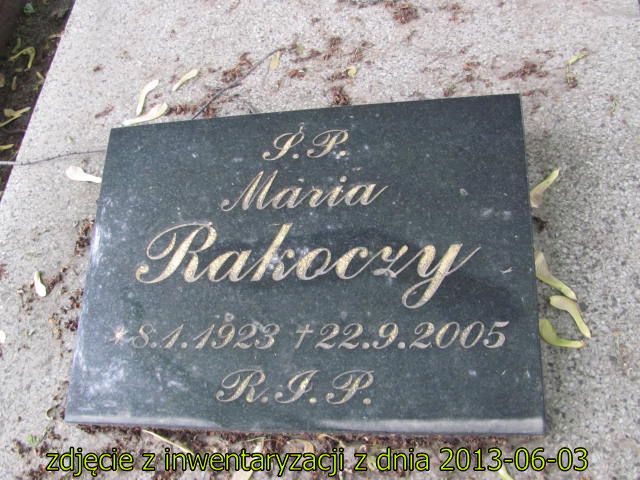 Ś.P.
Maria
Rakoczy
*8.1.1923 †22.9.2005
R.I.P.
zdjęcie z inwentaryzacji z dnia 2013-06-03